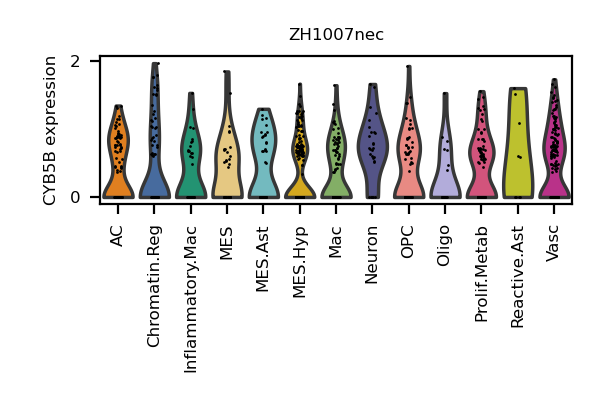 ZH1007nec
CYB5B expression
2
0
AC
Chromatin.Reg
Inflammatory.Mac
MES
MES.Ast
MES.Hyp
Mac
Neuron
OPC
Oligo
Prolif.Metab
Reactive.Ast
Vasc